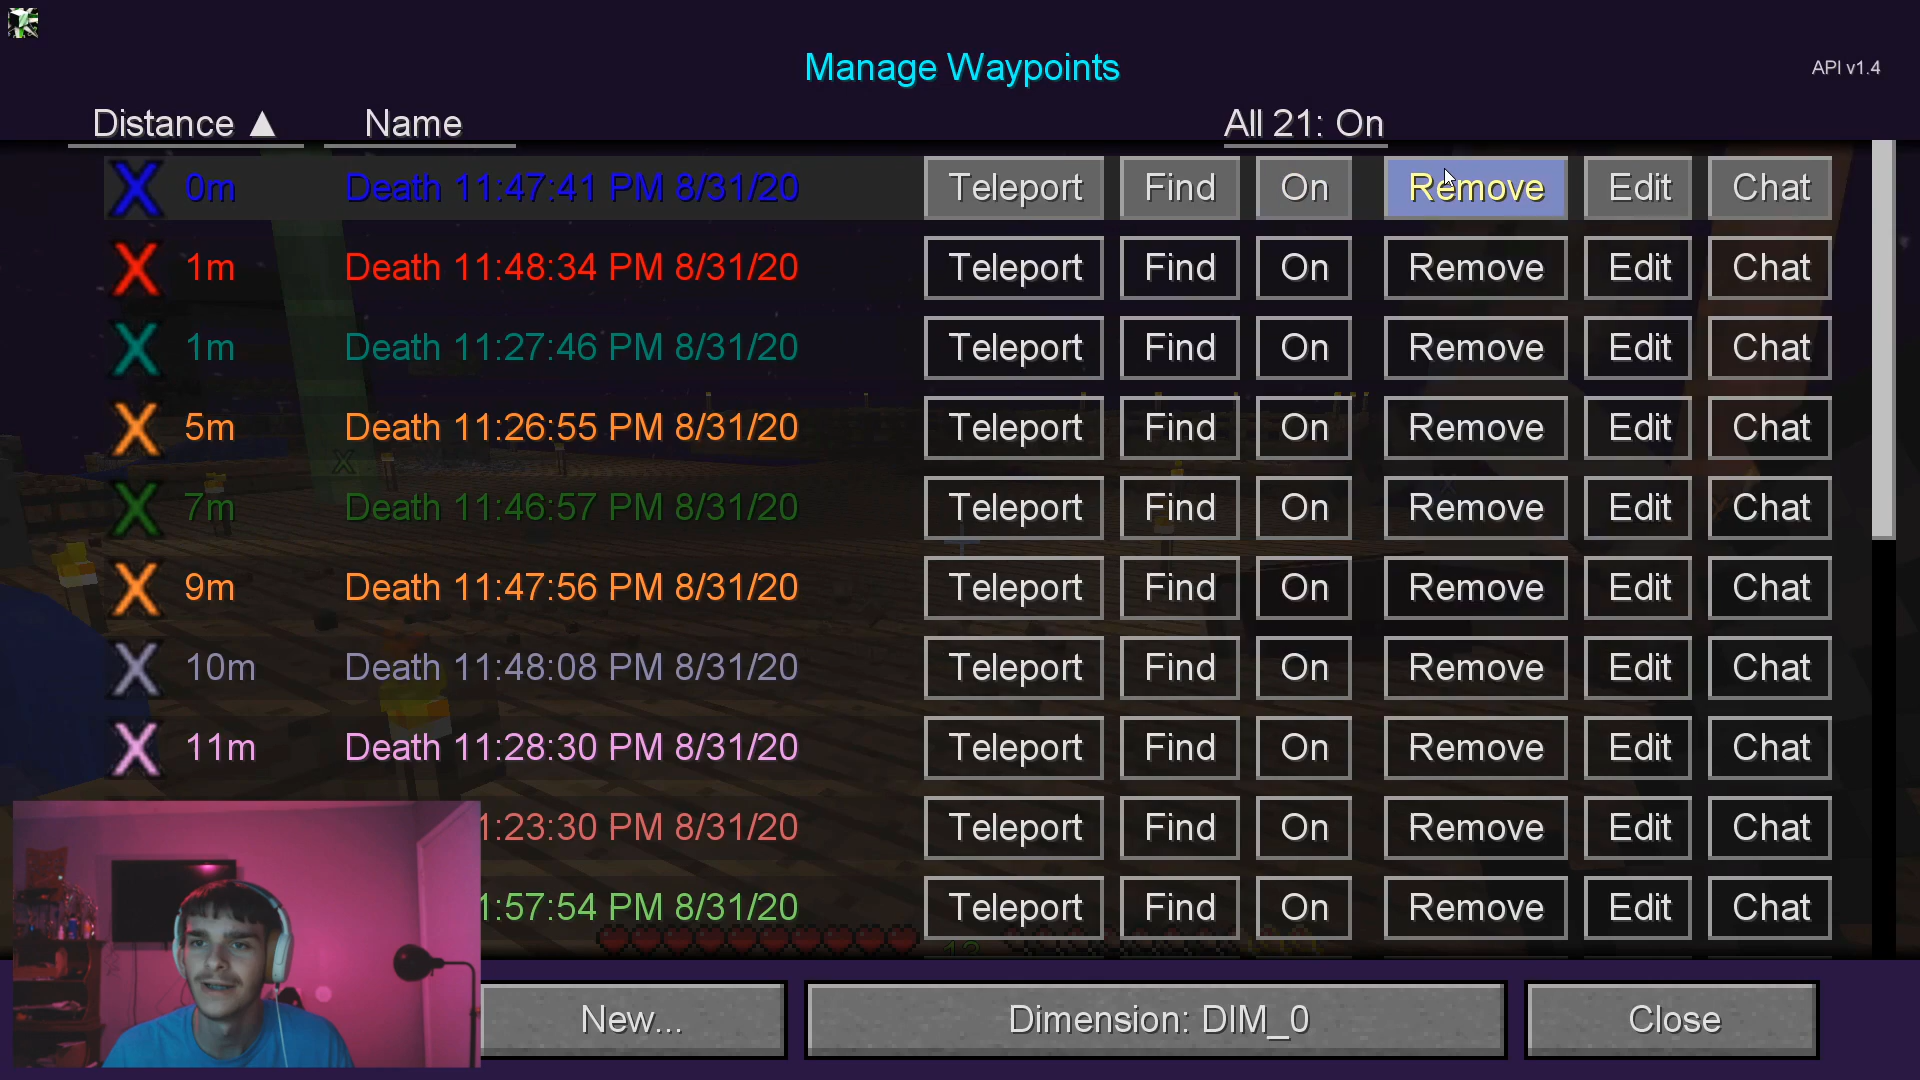 Manage Waypoints
API v1.4
Distance ▲ Name All 21: On
X 0m Death 11:47:41 PM 8/31/20 Teleport Find On Remove Edit Chat
X 1m Death 11:48:34 PM 8/31/20 Teleport Find On Remove Edit Chat
X 1m Death 11:27:46 PM 8/31/20 Teleport Find On Remove Edit Chat
X 5m Death 11:26:55 PM 8/31/20 Teleport Find On Remove Edit Chat
X 7m Death 11:46:57 PM 8/31/20 Teleport Find On Remove Edit Chat
X 9m Death 11:47:56 PM 8/31/20 Teleport Find On Remove Edit Chat
X 10m Death 11:48:08 PM 8/31/20 Teleport Find On Remove Edit Chat
X 11m Death 11:28:30 PM 8/31/20 Teleport Find On Remove Edit Chat
1:23:30 PM 8/31/20 Teleport Find On Remove Edit Chat
1:57:54 PM 8/31/20 Teleport Find On Remove Edit Chat
13
New... Dimension: DIM_0 Close